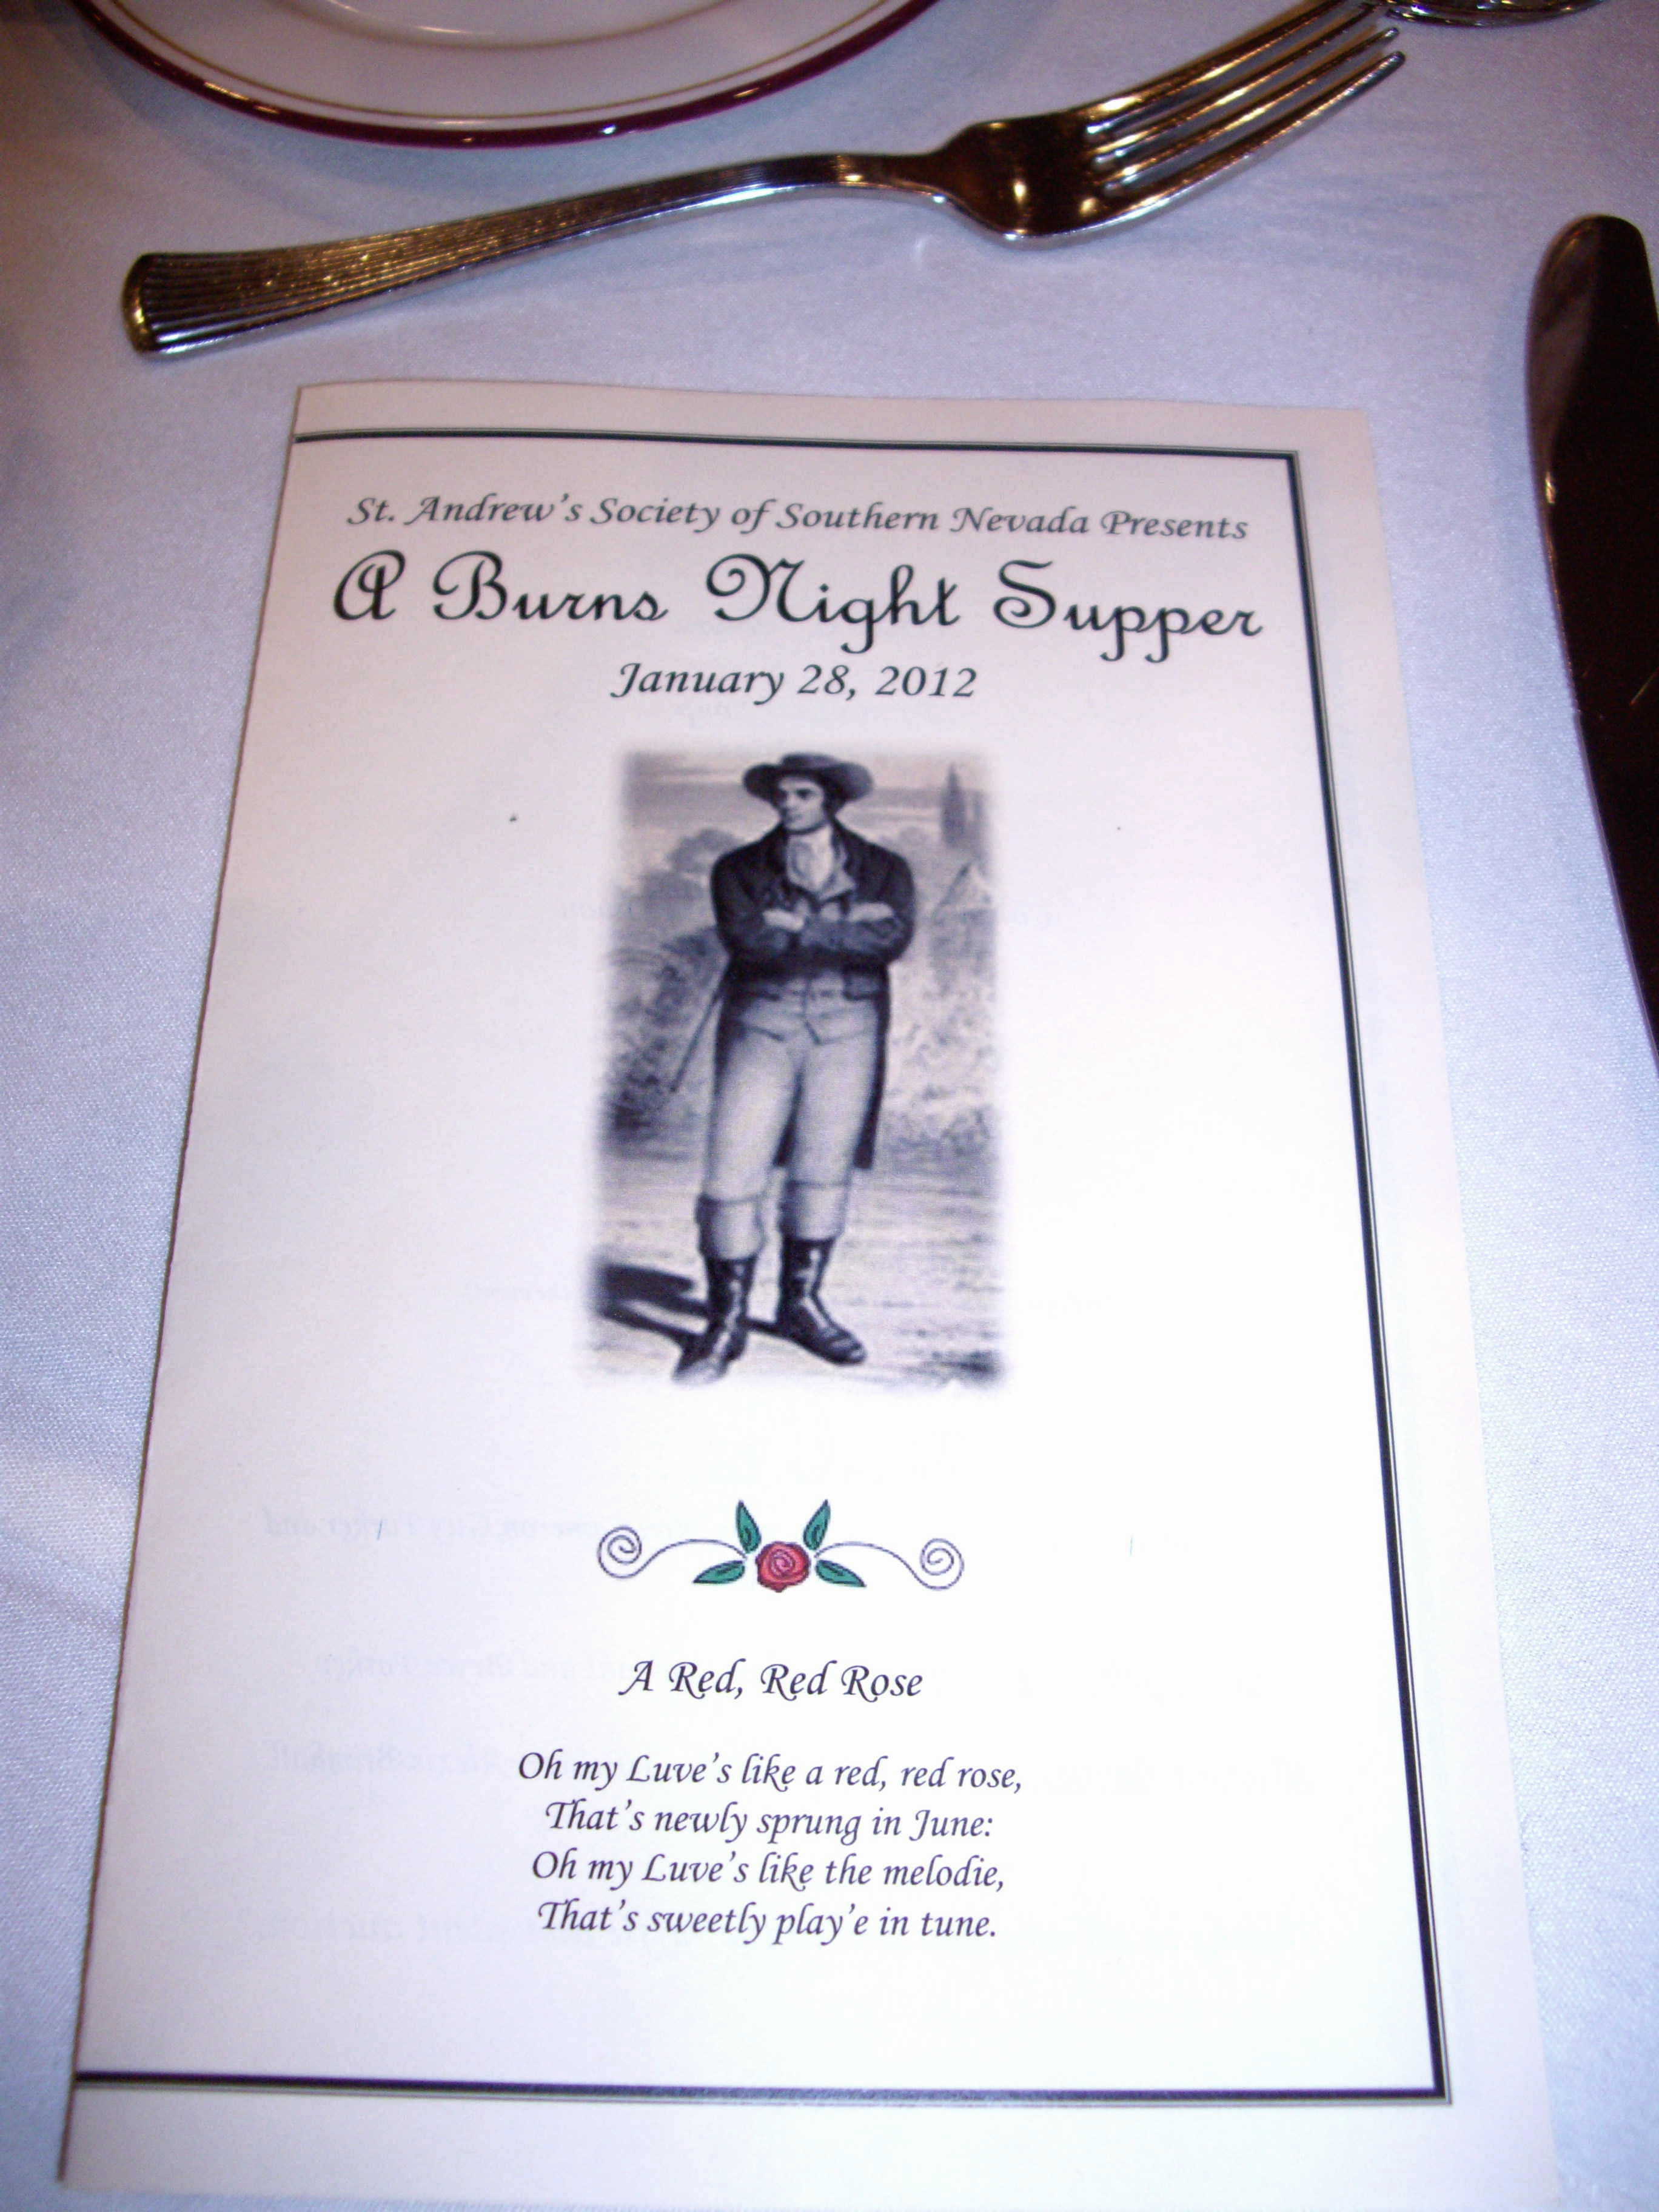 St. Andrew's Society of Southern Nevada Presents
A Burns Night Supper
January 28, 2012
A Red, Red Rose
Oh my Luve's like a red, red rose,
That's newly sprung in June:
Oh my Luve's like the melodie,
That's sweetly play'e in tune.